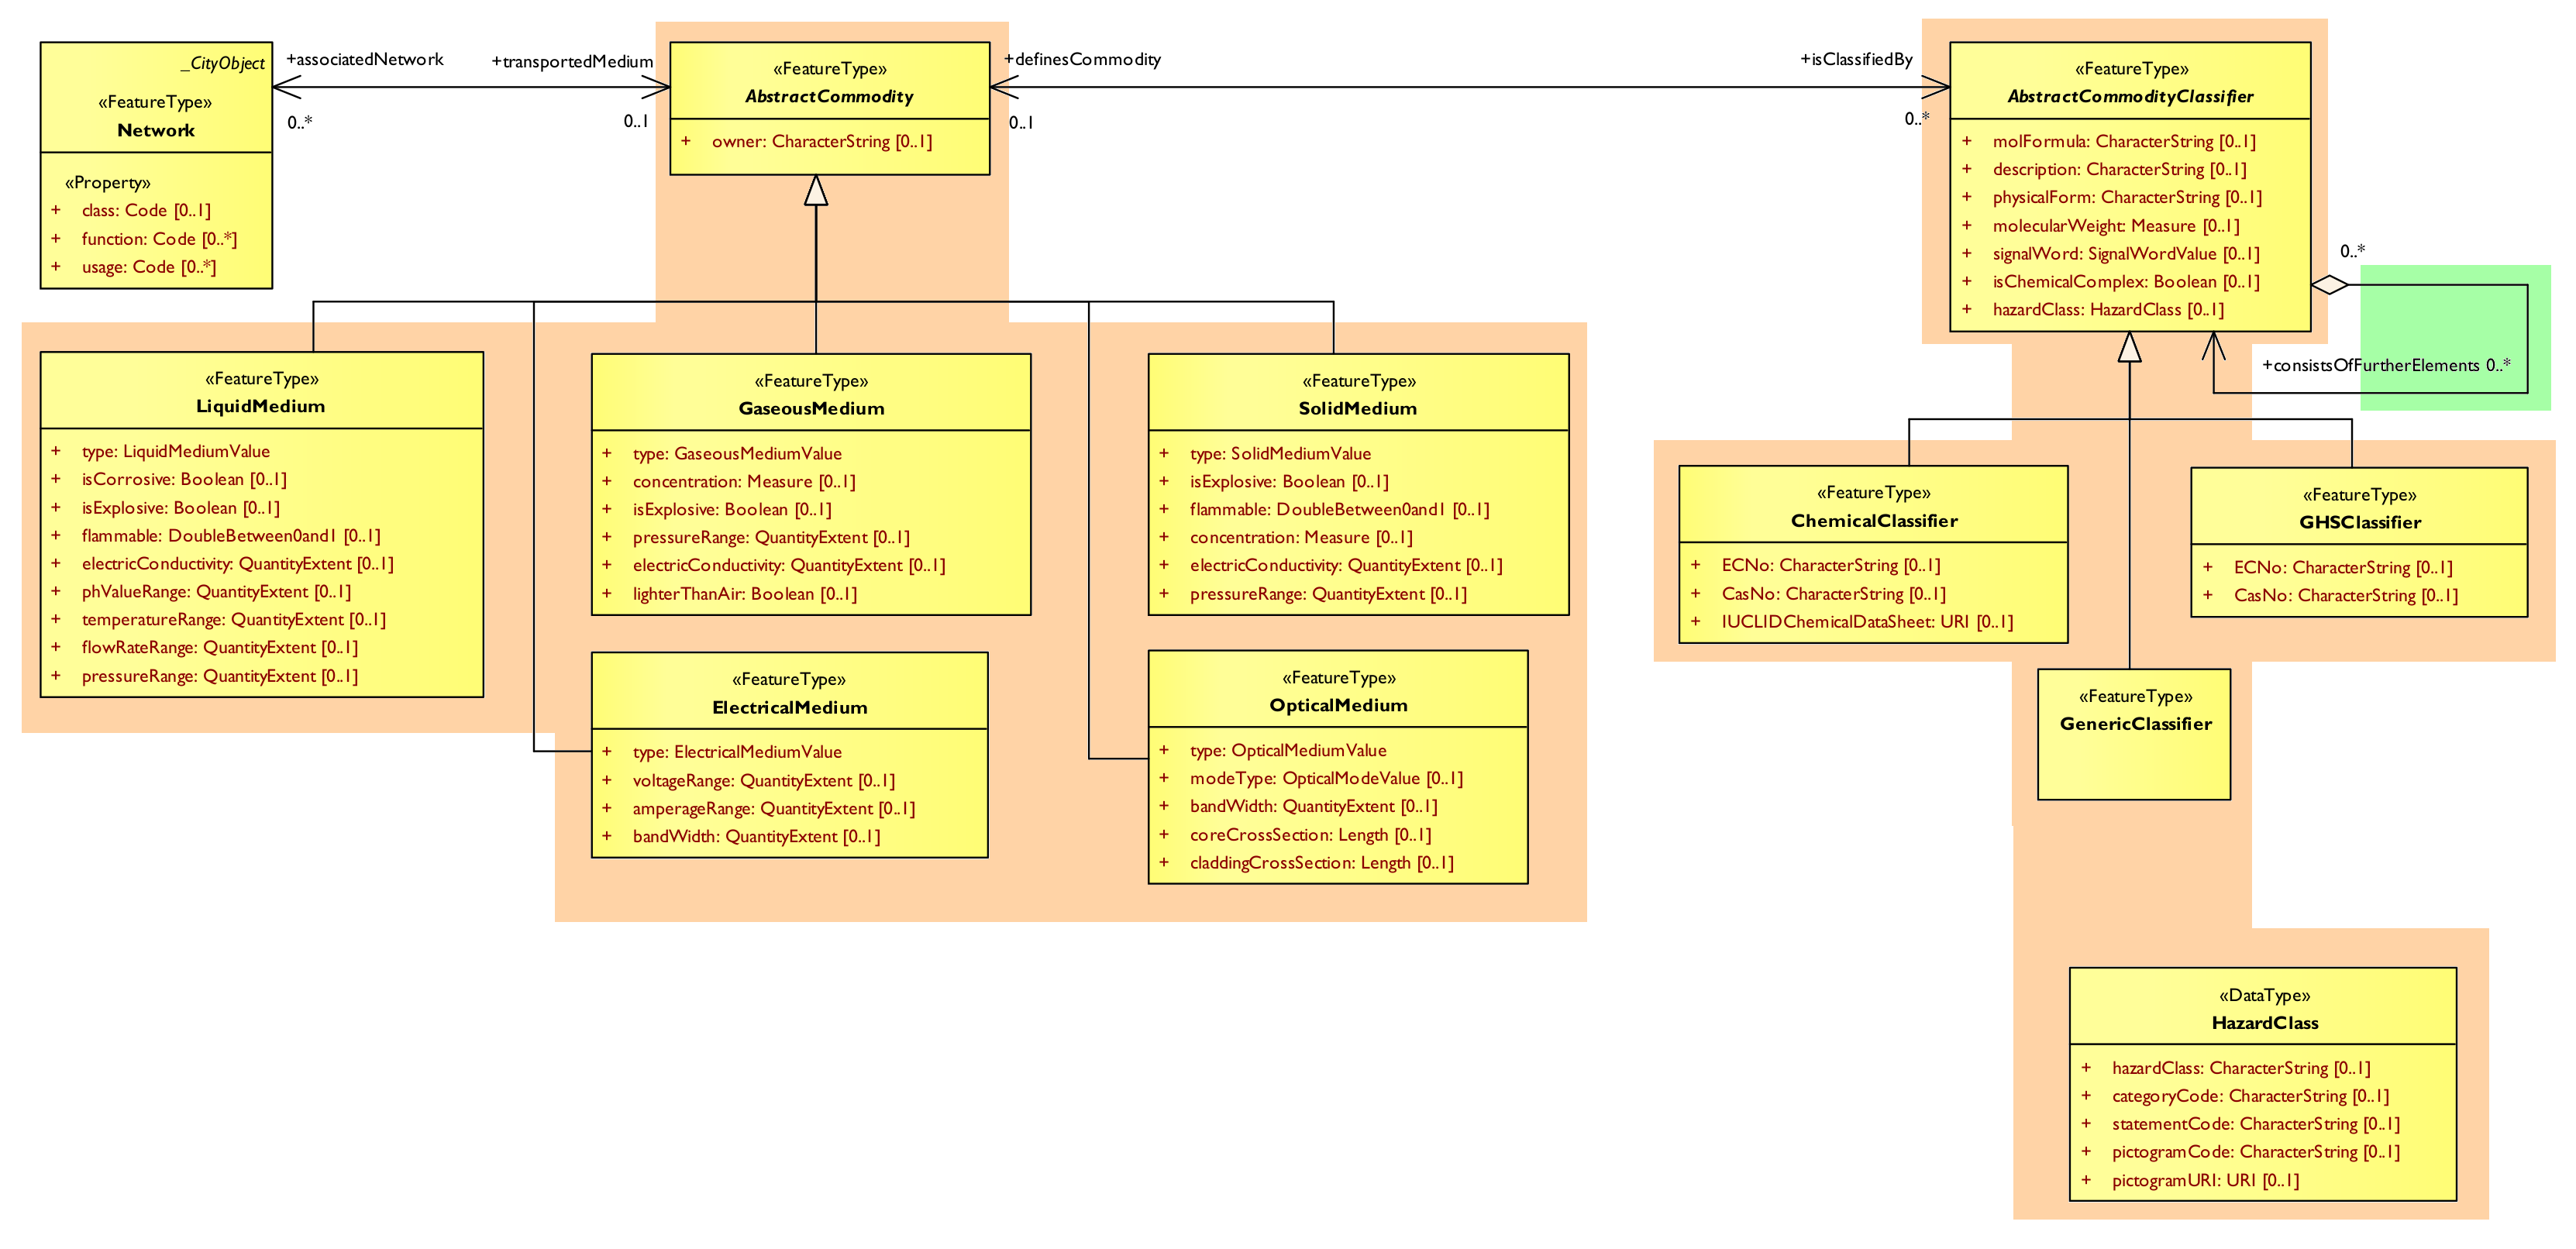 _CityObject
«FeatureType»
Network
«Property»
+ class: Code [0..1]
+ function: Code [0..*]
+ usage: Code [0..*]
+associatedNetwork
0..*
+transportedMedium
0..1
«FeatureType»
AbstractCommodity
+ owner: CharacterString [0..1]
+definesCommodity
0..1
+isClassifiedBy
0..*
«FeatureType»
AbstractCommodityClassifier
+ molFormula: CharacterString [0..1]
+ description: CharacterString [0..1]
+ physicalForm: CharacterString [0..1]
+ molecularWeight: Measure [0..1]
+ signalWord: SignalWordValue [0..1]
+ isChemicalComplex: Boolean [0..1]
+ hazardClass: HazardClass [0..1]
0..*
+consistsOfFurtherElements 0..*
«FeatureType»
LiquidMedium
+ type: LiquidMediumValue
+ isCorrosive: Boolean [0..1]
+ isExplosive: Boolean [0..1]
+ flammable: DoubleBetween0and1 [0..1]
+ electricConductivity: QuantityExtent [0..1]
+ phValueRange: QuantityExtent [0..1]
+ temperatureRange: QuantityExtent [0..1]
+ flowRateRange: QuantityExtent [0..1]
+ pressureRange: QuantityExtent [0..1]
«FeatureType»
GaseousMedium
+ type: GaseousMediumValue
+ concentration: Measure [0..1]
+ isExplosive: Boolean [0..1]
+ pressureRange: QuantityExtent [0..1]
+ electricConductivity: QuantityExtent [0..1]
+ lighterThanAir: Boolean [0..1]
«FeatureType»
SolidMedium
+ type: SolidMediumValue
+ isExplosive: Boolean [0..1]
+ flammable: DoubleBetween0and1 [0..1]
+ concentration: Measure [0..1]
+ electricConductivity: QuantityExtent [0..1]
+ pressureRange: QuantityExtent [0..1]
«FeatureType»
ElectricalMedium
+ type: ElectricalMediumValue
+ voltageRange: QuantityExtent [0..1]
+ amperageRange: QuantityExtent [0..1]
+ bandWidth: QuantityExtent [0..1]
«FeatureType»
OpticalMedium
+ type: OpticalMediumValue
+ modeType: OpticalModeValue [0..1]
+ bandWidth: QuantityExtent [0..1]
+ coreCrossSection: Length [0..1]
+ claddingCrossSection: Length [0..1]
«FeatureType»
ChemicalClassifier
+ ECNo: CharacterString [0..1]
+ CasNo: CharacterString [0..1]
+ IUCLIDChemicalDataSheet: URI [0..1]
«FeatureType»
GHSClassifier
+ ECNo: CharacterString [0..1]
+ CasNo: CharacterString [0..1]
«FeatureType»
GenericClassifier
«DataType»
HazardClass
+ hazardClass: CharacterString [0..1]
+ categoryCode: CharacterString [0..1]
+ statementCode: CharacterString [0..1]
+ pictogramCode: CharacterString [0..1]
+ pictogramURI: URI [0..1]